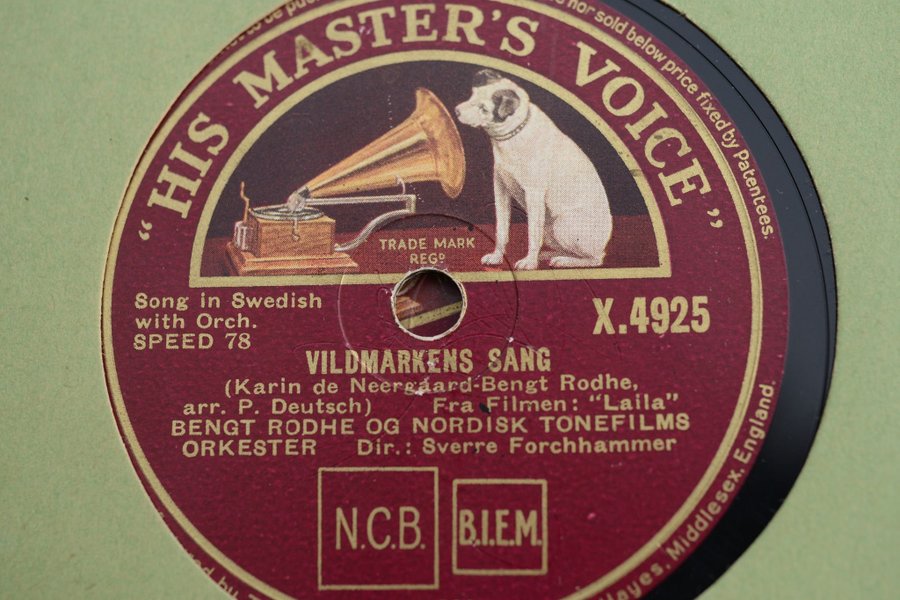 "HIS MASTER'S VOICE"
nor sold below price fixed by Patentees.
TRADE MARK
REGD
Song in Swedish
with Orch.
SPEED 78
X.4925
VILDMARKENS SANG
(Karin de Neergaard-Bengt Rodhe,
arr. P. Deutsch) Fra Filmen: "Laila"
BENGT RODHE OG NORDISK TONEFILMS
ORKESTER Dir.: Sverre Forchhammer
N.C.B.
B.I.E.M.
Hayes, Middlesex, England.